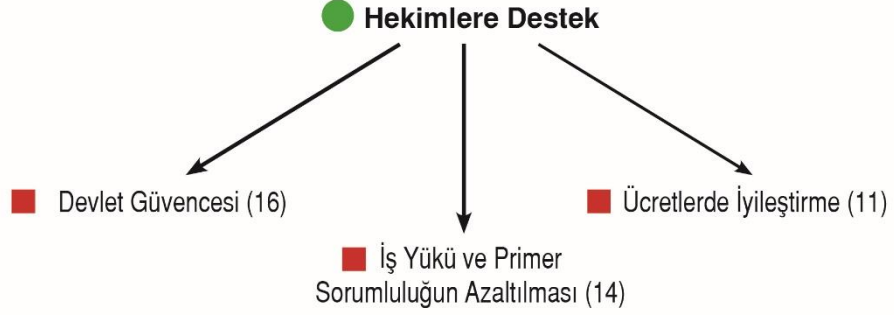 Hekimlere Destek
Devlet Güvencesi (16)
Ücretlerde İyileştirme (11)
İş Yükü ve Primer
Sorumluluğun Azaltılması (14)